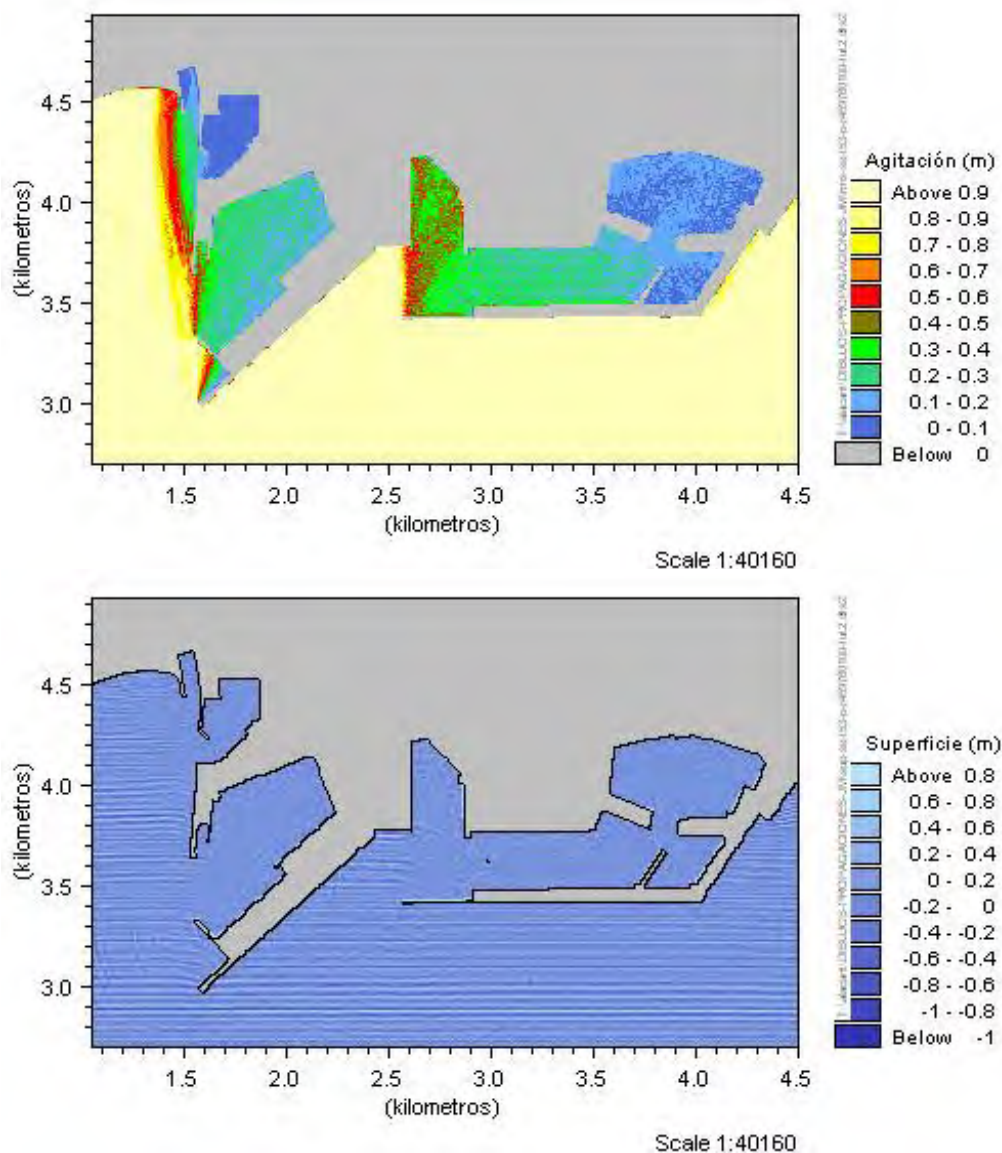 4.5
4.0
3.5
3.0
(kilometros)
1.5 2.0 2.5 3.0 3.5 4.0 4.5
(kilometros)
Scale 1:40160
Agitación (m)
Above 0.9
0.8 - 0.9
0.7 - 0.8
0.6 - 0.7
0.5 - 0.6
0.4 - 0.5
0.3 - 0.4
0.2 - 0.3
0.1 - 0.2
0 - 0.1
Below 0
4.5
4.0
3.5
3.0
(kilometros)
1.5 2.0 2.5 3.0 3.5 4.0 4.5
(kilometros)
Scale 1:40160
Superficie (m)
Above 0.8
0.6 - 0.8
0.4 - 0.6
0.2 - 0.4
0 - 0.2
-0.2 - 0
-0.4 - -0.2
-0.6 - -0.4
-0.8 - -0.6
-1 - -0.8
Below -1